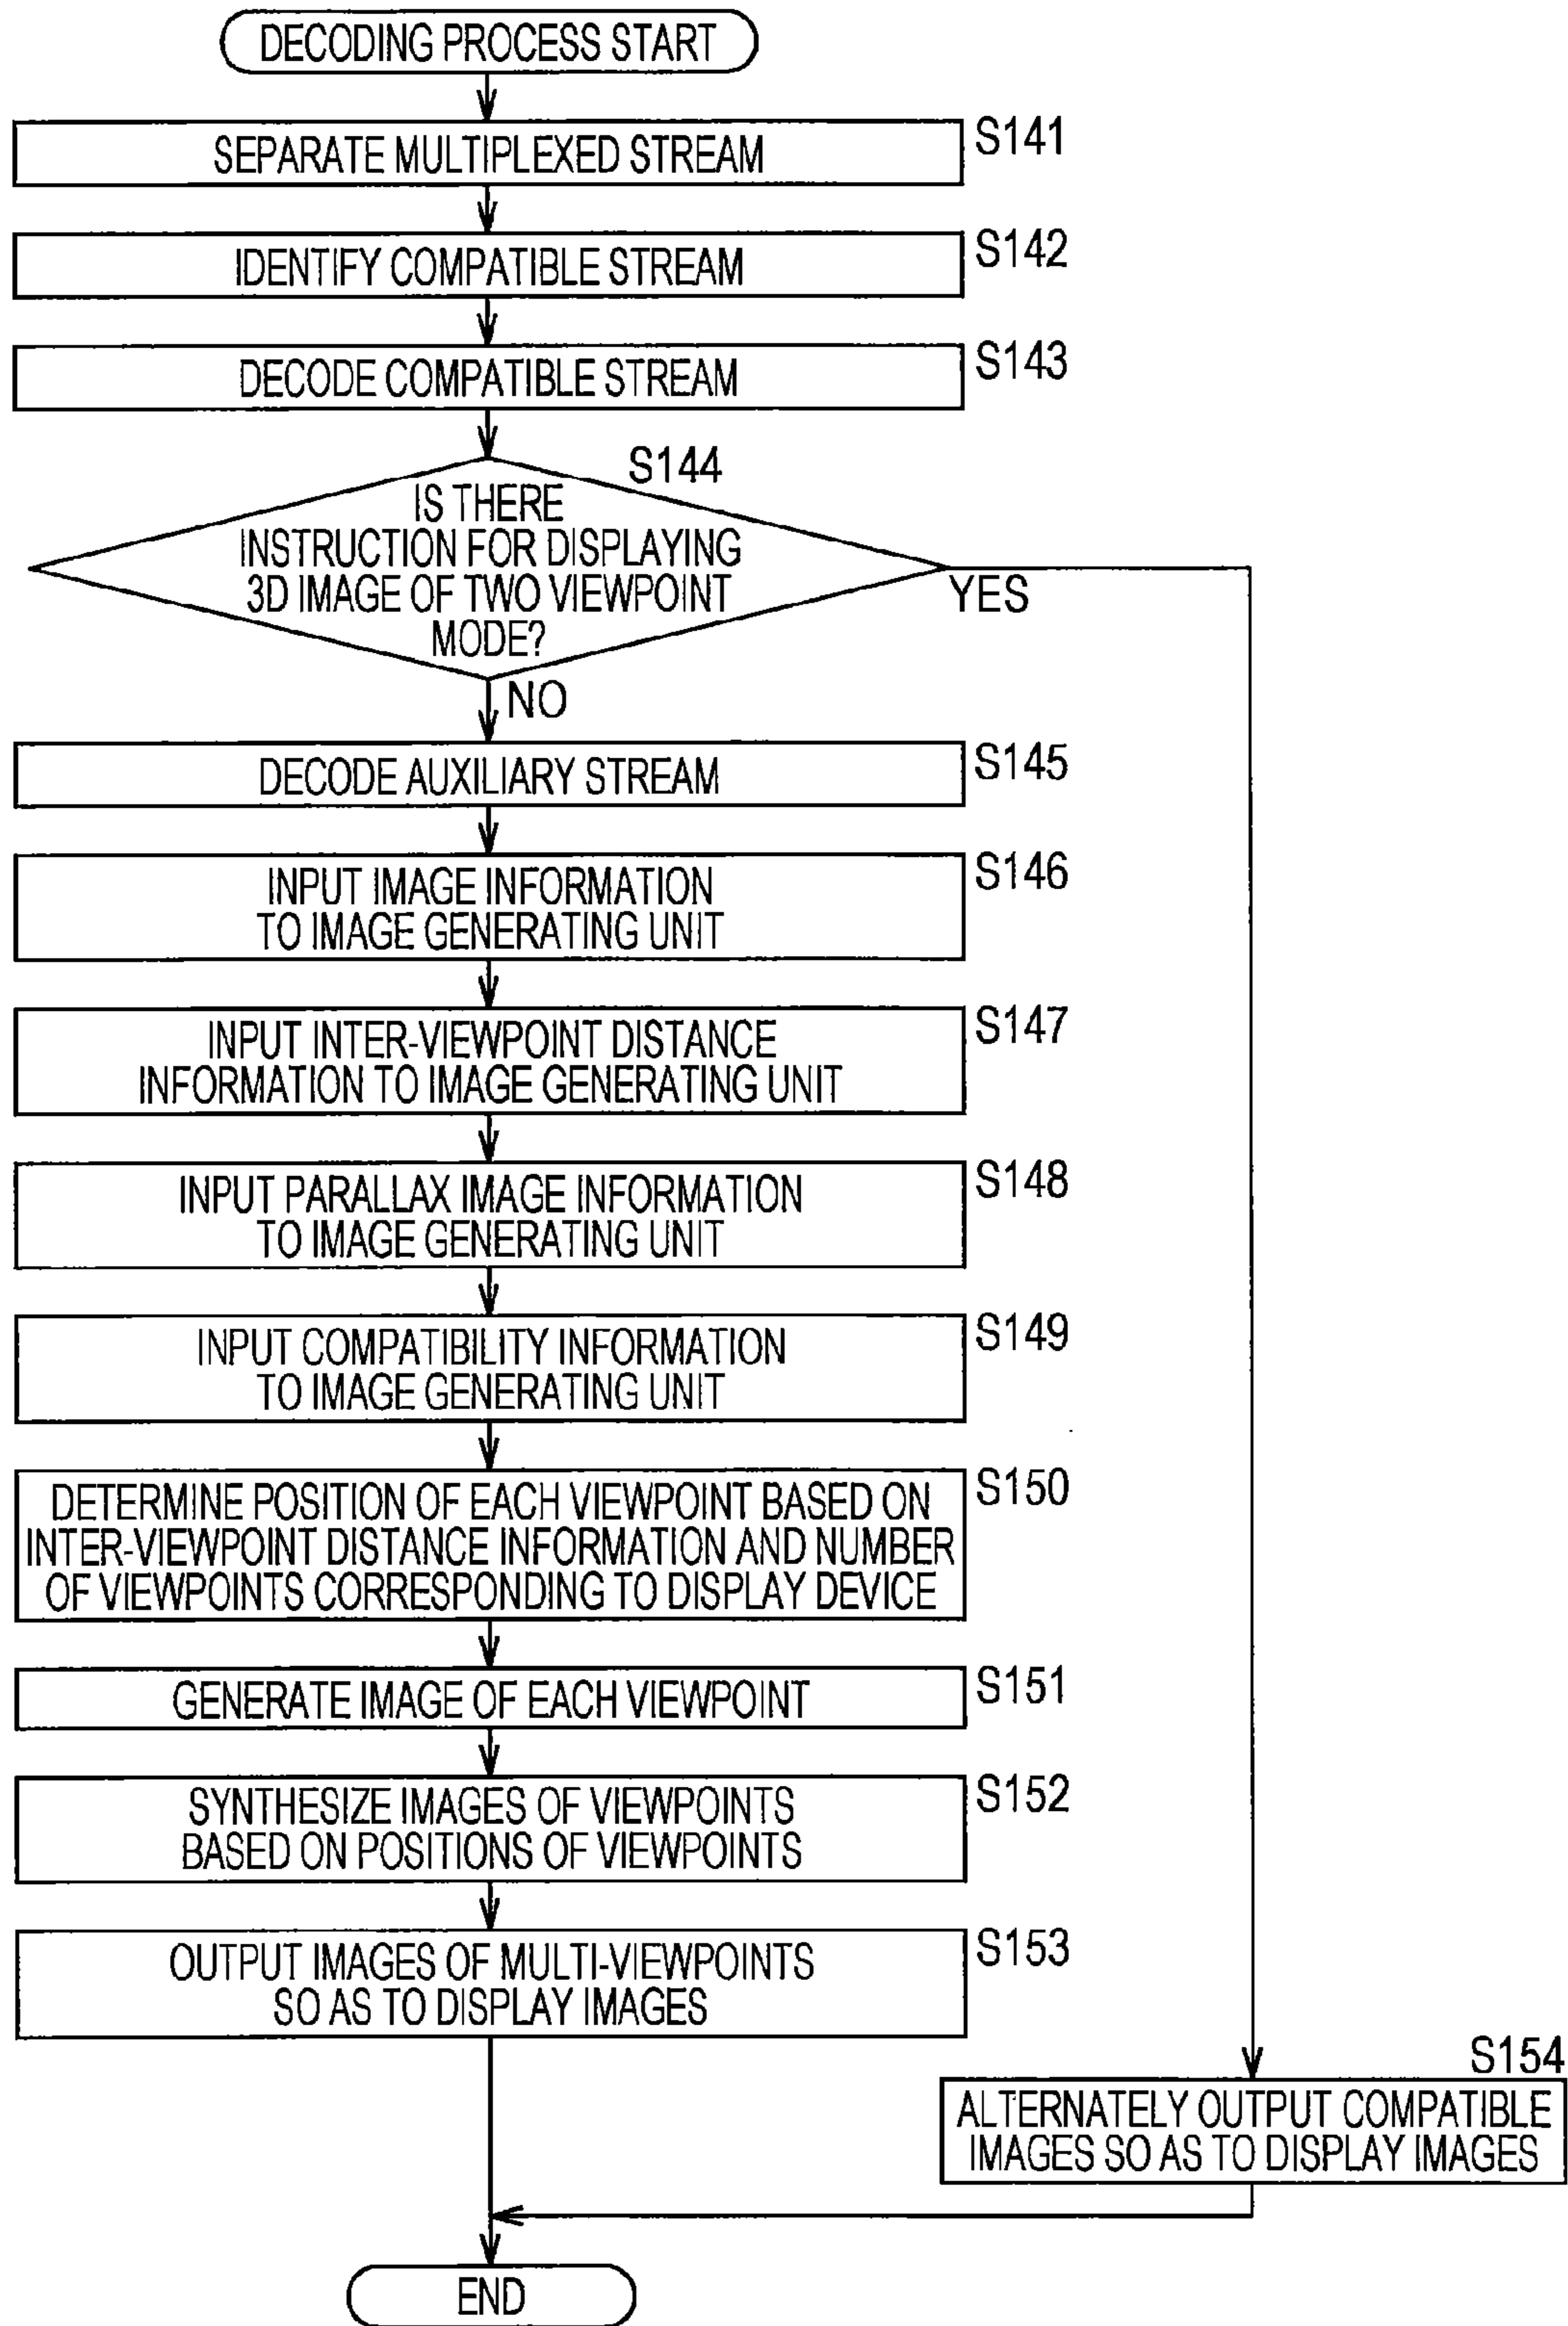 DECODING PROCESS START
SEPARATE MULTIPLEXED STREAM
S141
IDENTIFY COMPATIBLE STREAM
S142
DECODE COMPATIBLE STREAM
S143
S144
IS THERE
INSTRUCTION FOR DISPLAYING
3D IMAGE OF TWO VIEWPOINT
MODE?
YES
NO
DECODE AUXILIARY STREAM
S145
INPUT IMAGE INFORMATION
TO IMAGE GENERATING UNIT
S146
INPUT INTER-VIEWPOINT DISTANCE
INFORMATION TO IMAGE GENERATING UNIT
S147
INPUT PARALLAX IMAGE INFORMATION
TO IMAGE GENERATING UNIT
S148
INPUT COMPATIBILITY INFORMATION
TO IMAGE GENERATING UNIT
S149
DETERMINE POSITION OF EACH VIEWPOINT BASED ON
INTER-VIEWPOINT DISTANCE INFORMATION AND NUMBER
OF VIEWPOINTS CORRESPONDING TO DISPLAY DEVICE
S150
GENERATE IMAGE OF EACH VIEWPOINT
S151
SYNTHESIZE IMAGES OF VIEWPOINTS
BASED ON POSITIONS OF VIEWPOINTS
S152
OUTPUT IMAGES OF MULTI-VIEWPOINTS
SO AS TO DISPLAY IMAGES
S153
S154
ALTERNATELY OUTPUT COMPATIBLE
IMAGES SO AS TO DISPLAY IMAGES
END